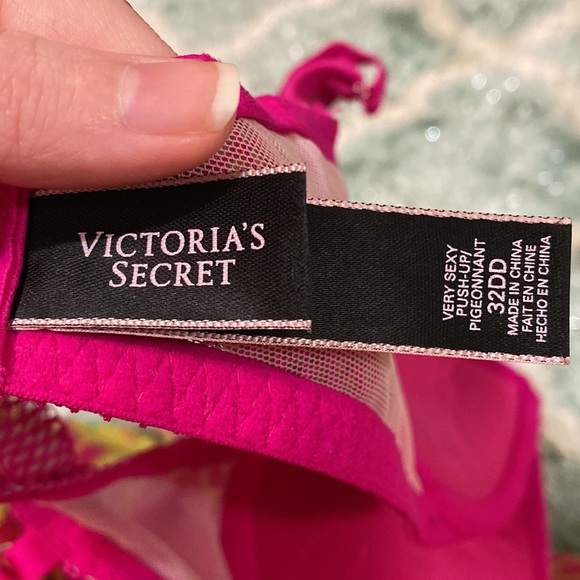 VICTORIA'S
SECRET
VERY SEXY
PUSH-UP/
PIGEONNANT
32DD
MADE IN CHINA
FAIT EN CHINE
HECHO EN CHINA